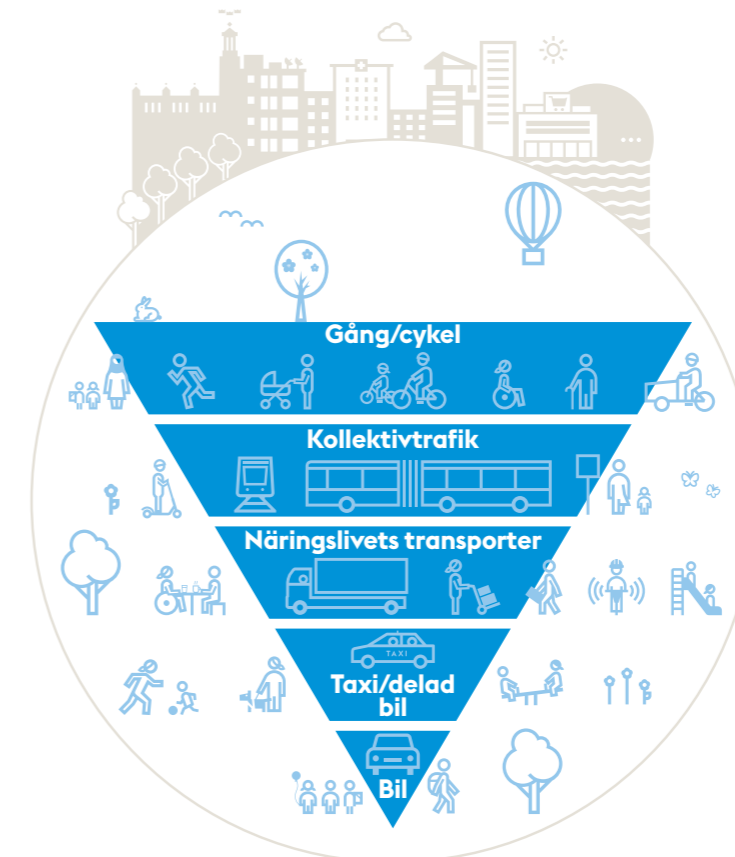 Gång/cykel
Kollektivtrafik
Näringslivets transporter
TAXI
Taxi/delad
bil
Bil